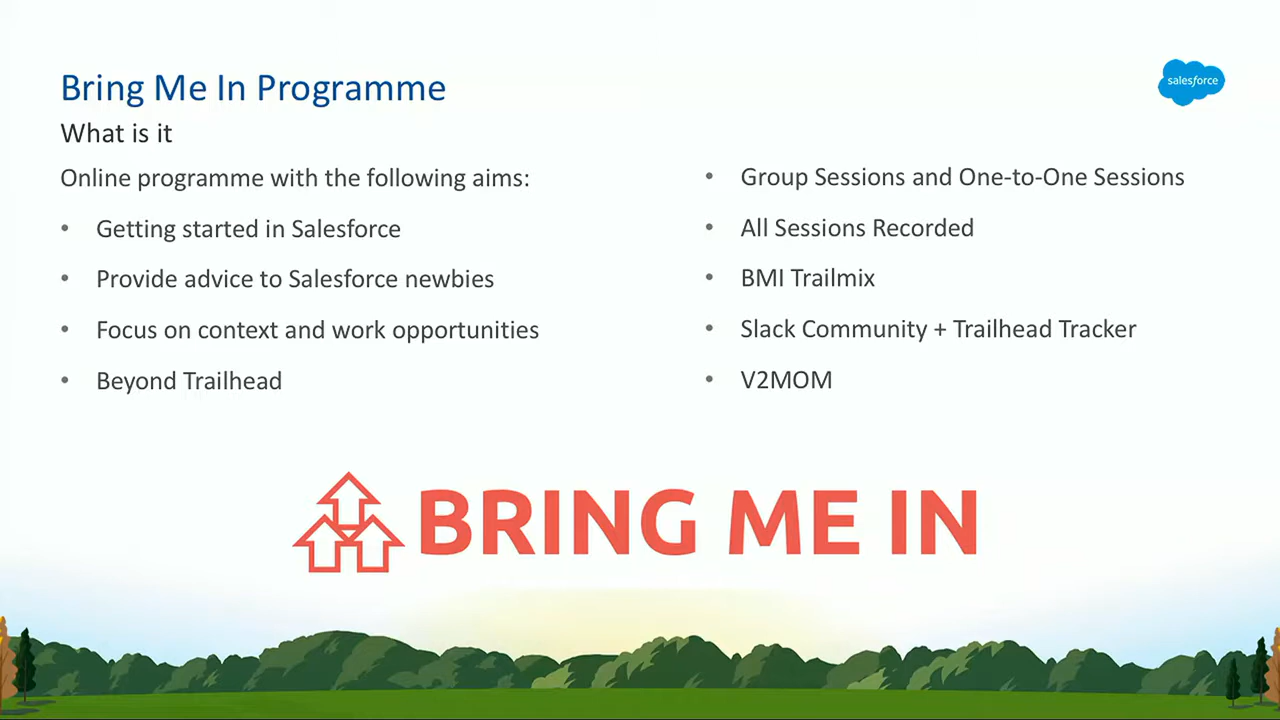 Bring Me In Programme
salesforce
What is it
Online programme with the following aims:
• Getting started in Salesforce
• Provide advice to Salesforce newbies
• Focus on context and work opportunities
• Beyond Trailhead
• Group Sessions and One-to-One Sessions
• All Sessions Recorded
• BMI Trailmix
• Slack Community + Trailhead Tracker
• V2MOM
BRING ME IN